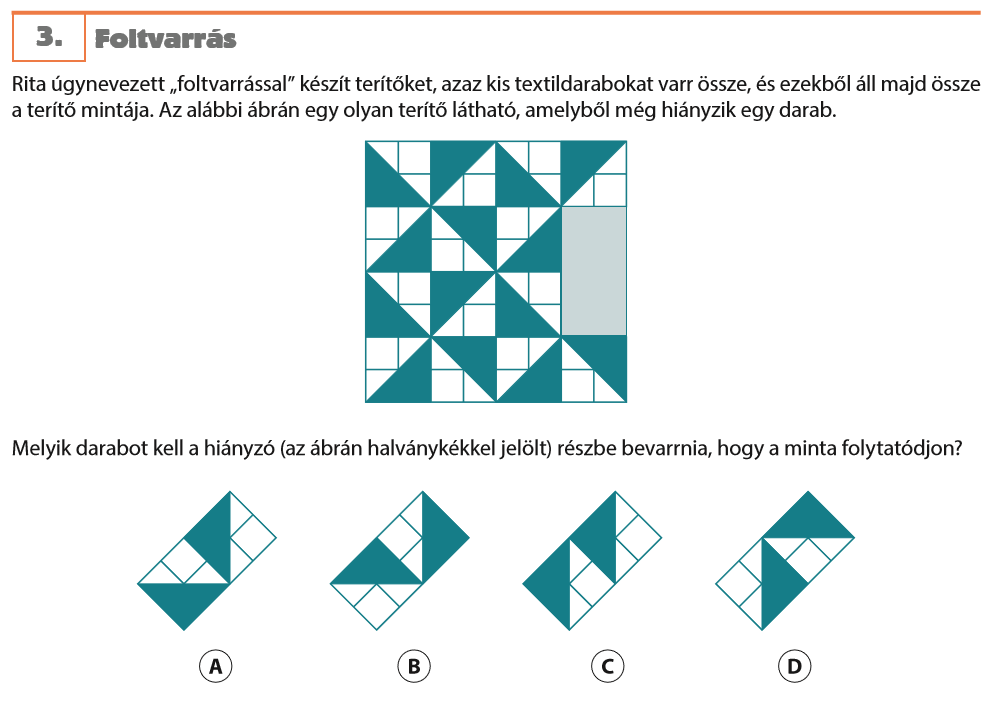 3. Foltvarrás
Rita úgynevezett „foltvarrással” készít terítőket, azaz kis textildarabokat varr össze, és ezekből áll majd össze
a terítő mintája. Az alábbi ábrán egy olyan terítő látható, amelyből még hiányzik egy darab.
Melyik darabot kell a hiányzó (az ábrán halványkékkel jelölt) részbe bevarrnia, hogy a minta folytatódjon?
A B C D